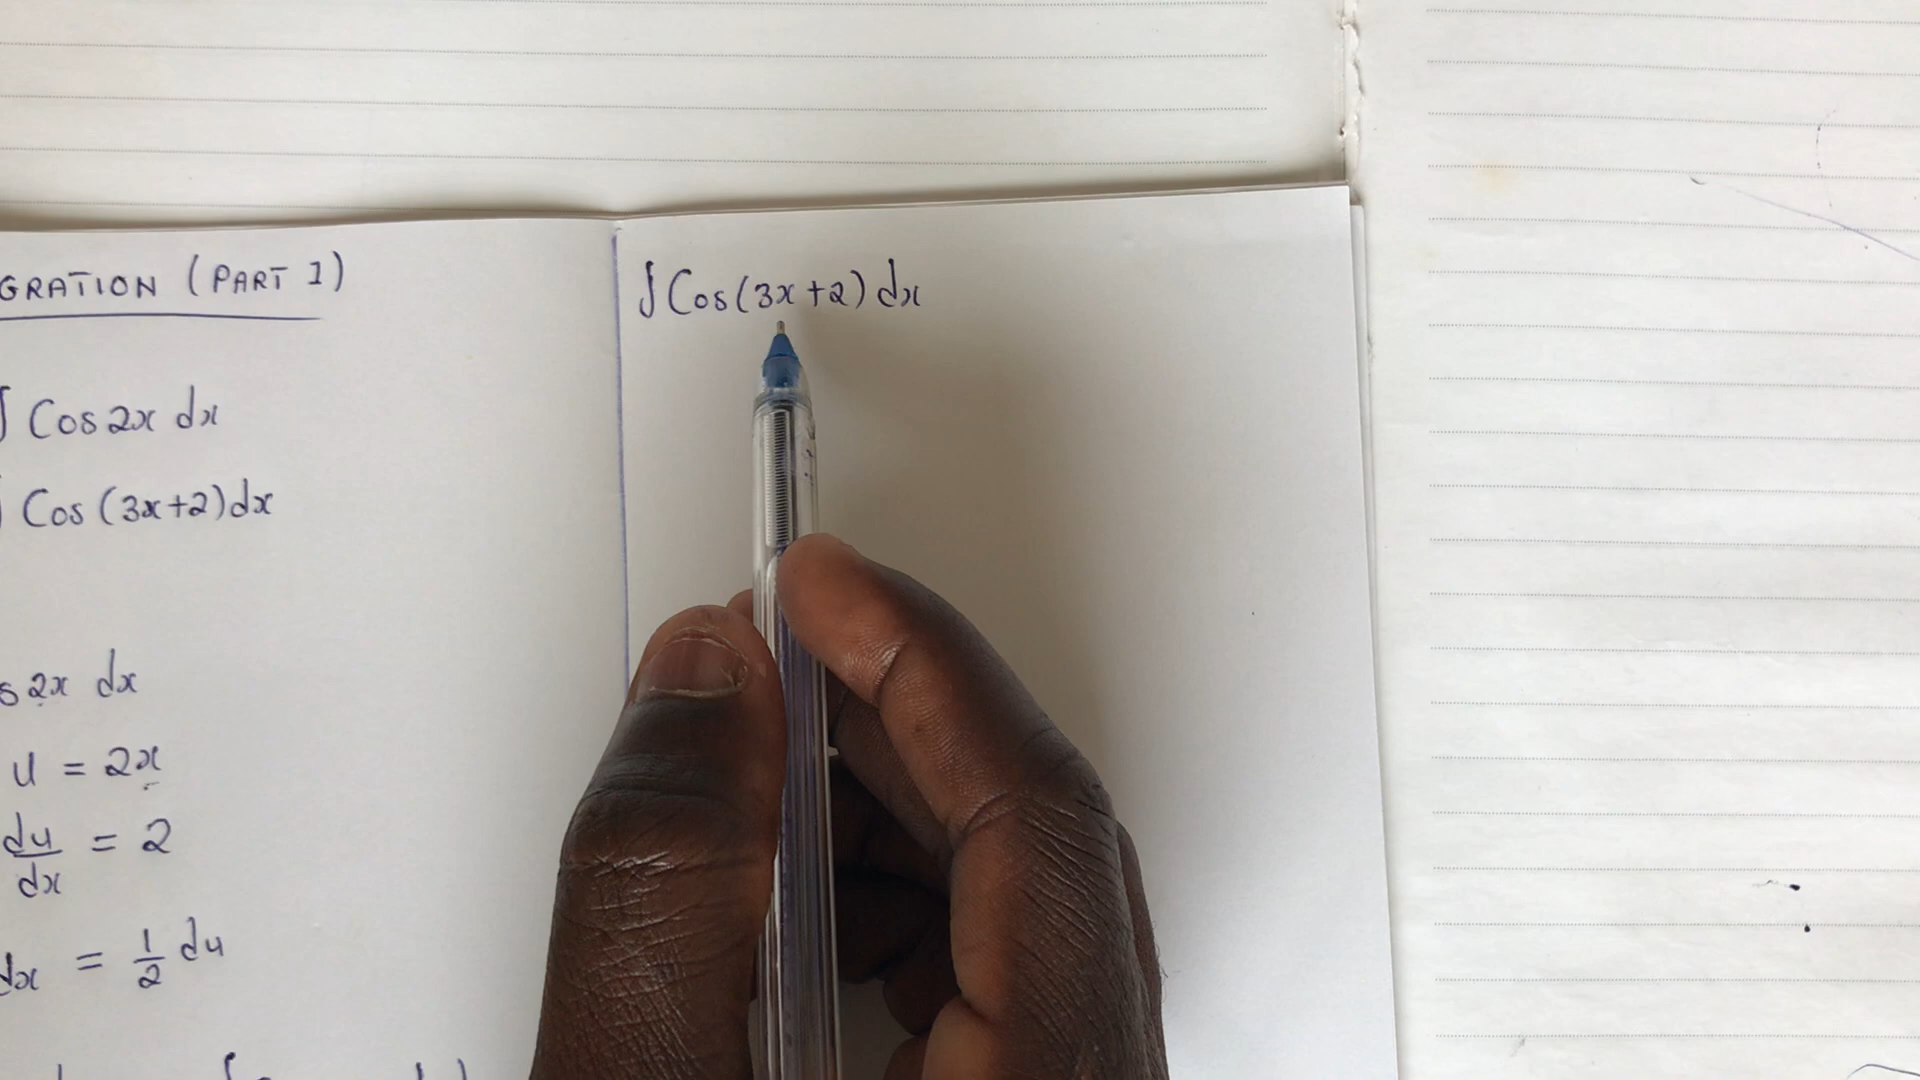 GRATION (PART 1)
∫ Cos 2x dx
∫ Cos (3x+2) dx
s 2x dx
u = 2x
du/dx = 2
dx = 1/2 du
∫ Cos (3x+2) dx